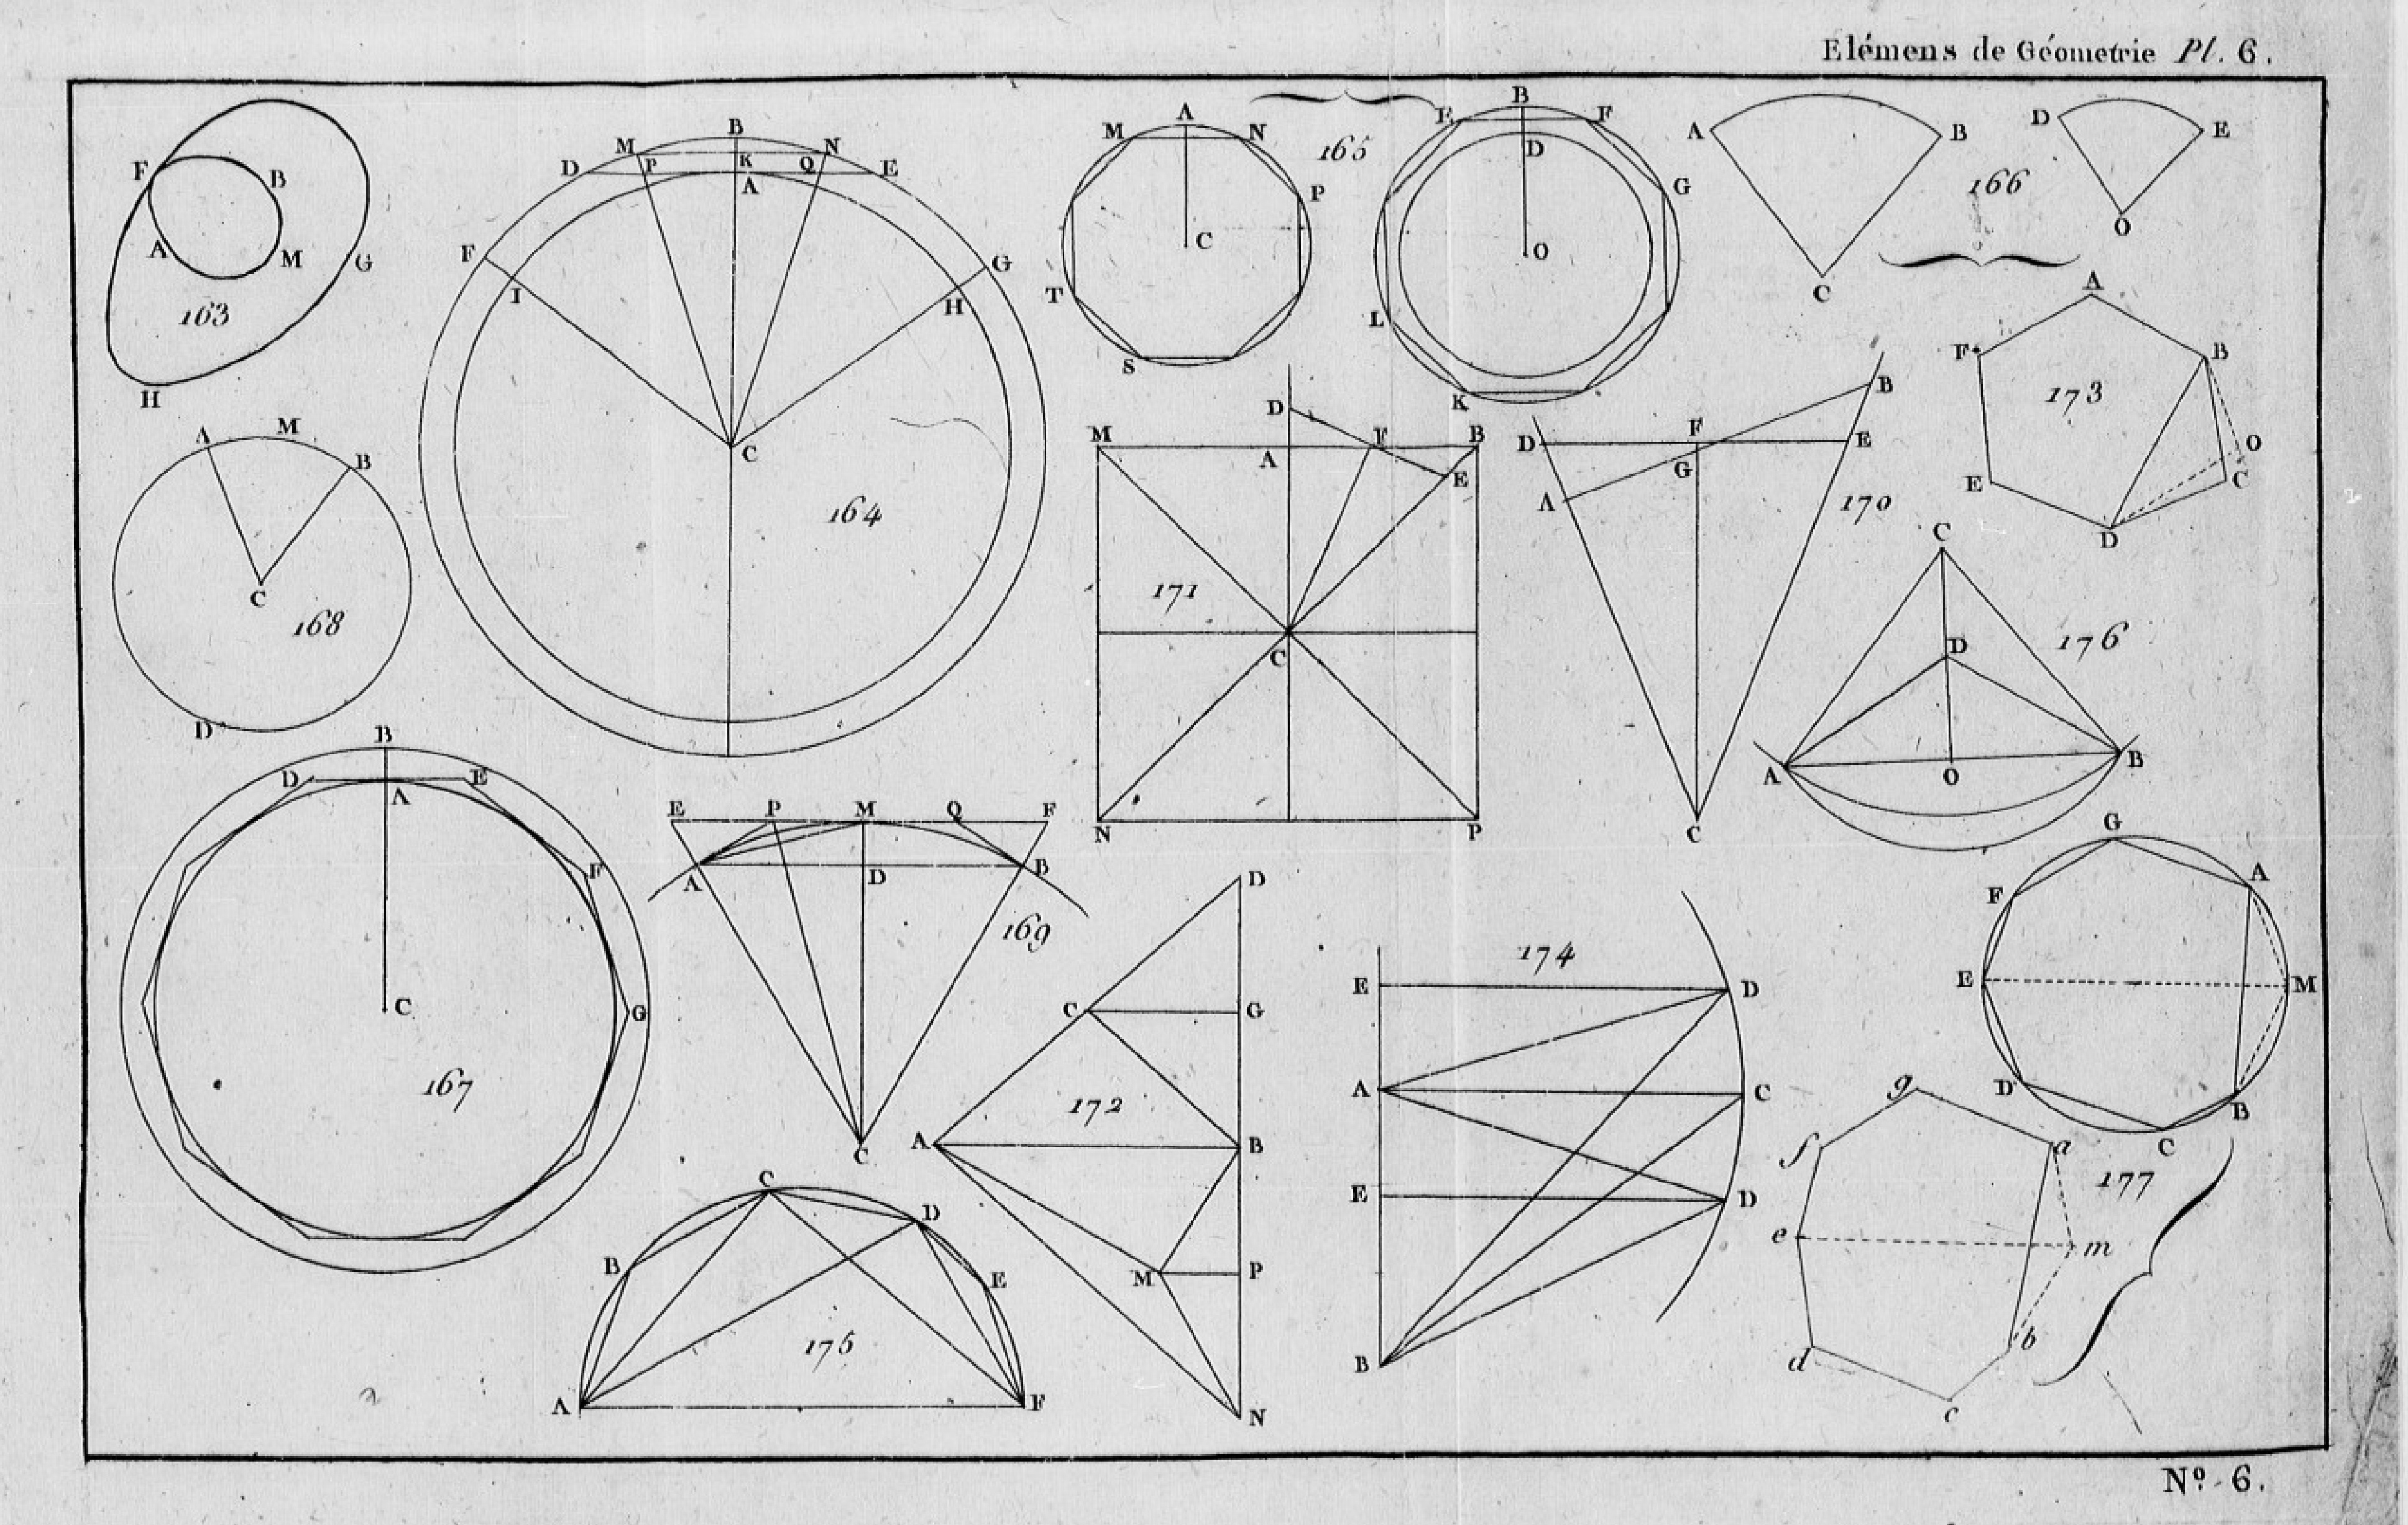 Elémens de Géometrie Pl. 6.
F B A M G H
163
M B N D P K Q E A F I G H C
164
A M N P C T S
165
B E F D G O L K
A B C
166
D E O
A M B C D
168
D M A F B E C N P
171
B D F E G A C
170
A F B O C E D
173
C D A O B
176
B D E A F C G
167
E P M Q F A D B C
169
D C G A B M P N
172
E D A C E D B
174
G A F E M D B C
g a f e m d b c
177
C D B E A F
175
Nº. 6.